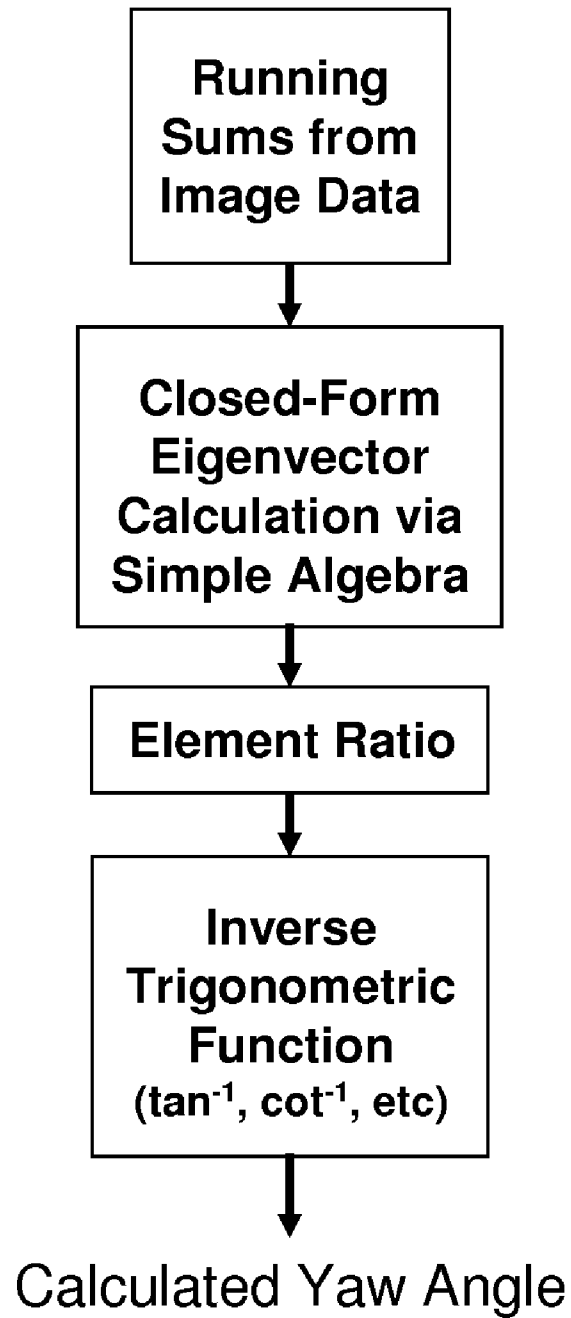 Running
Sums from
Image Data
Closed-Form
Eigenvector
Calculation via
Simple Algebra
Element Ratio
Inverse
Trigonometric
Function
(tan⁻¹, cot⁻¹, etc)
Calculated Yaw Angle